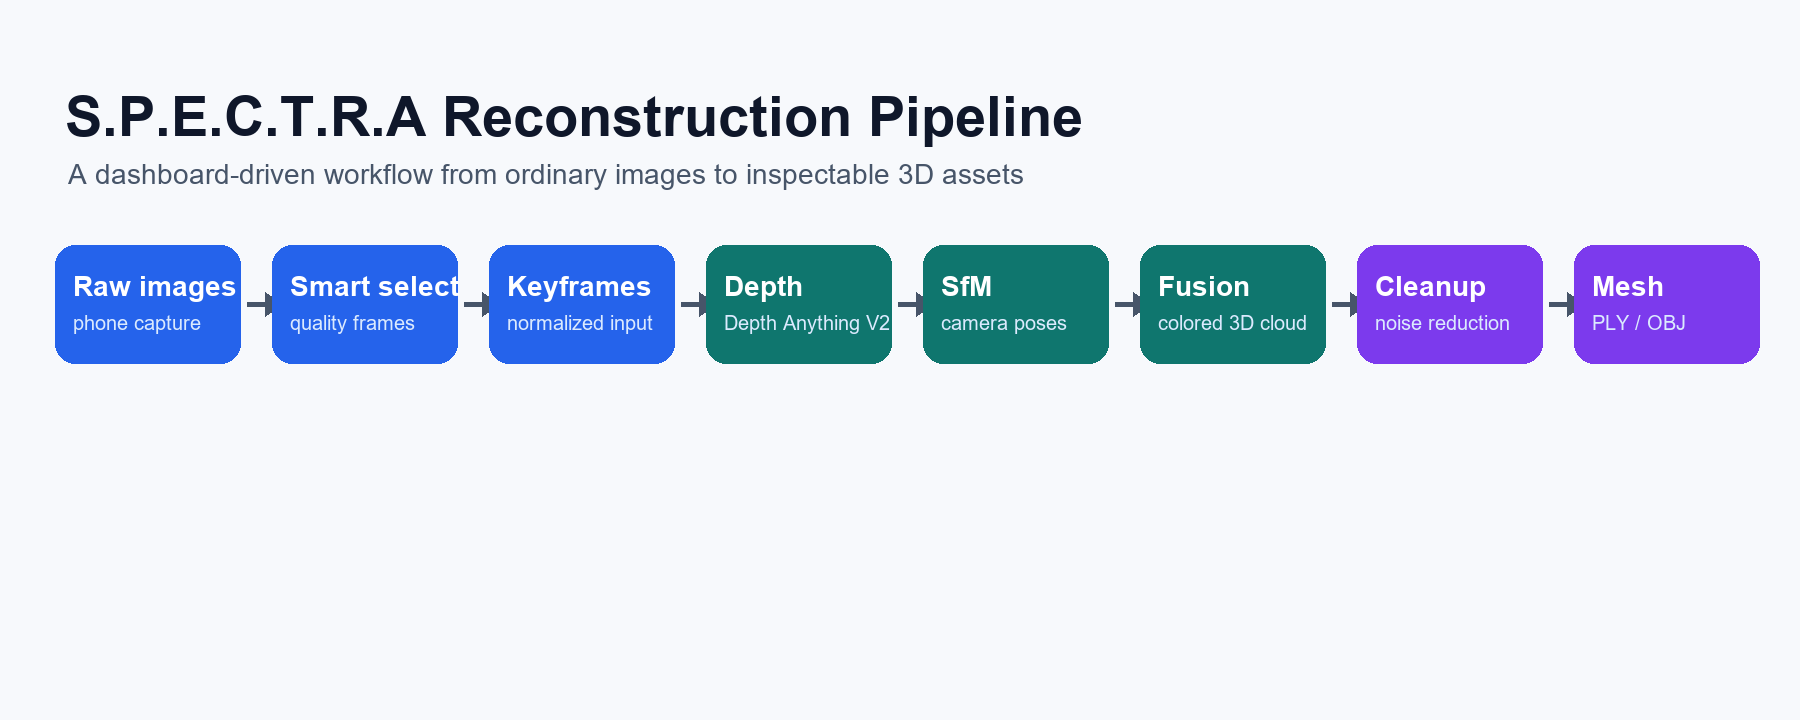 S.P.E.C.T.R.A Reconstruction Pipeline
A dashboard-driven workflow from ordinary images to inspectable 3D assets
Raw images
phone capture
Smart select
quality frames
Keyframes
normalized input
Depth
Depth Anything V2
SfM
camera poses
Fusion
colored 3D cloud
Cleanup
noise reduction
Mesh
PLY / OBJ